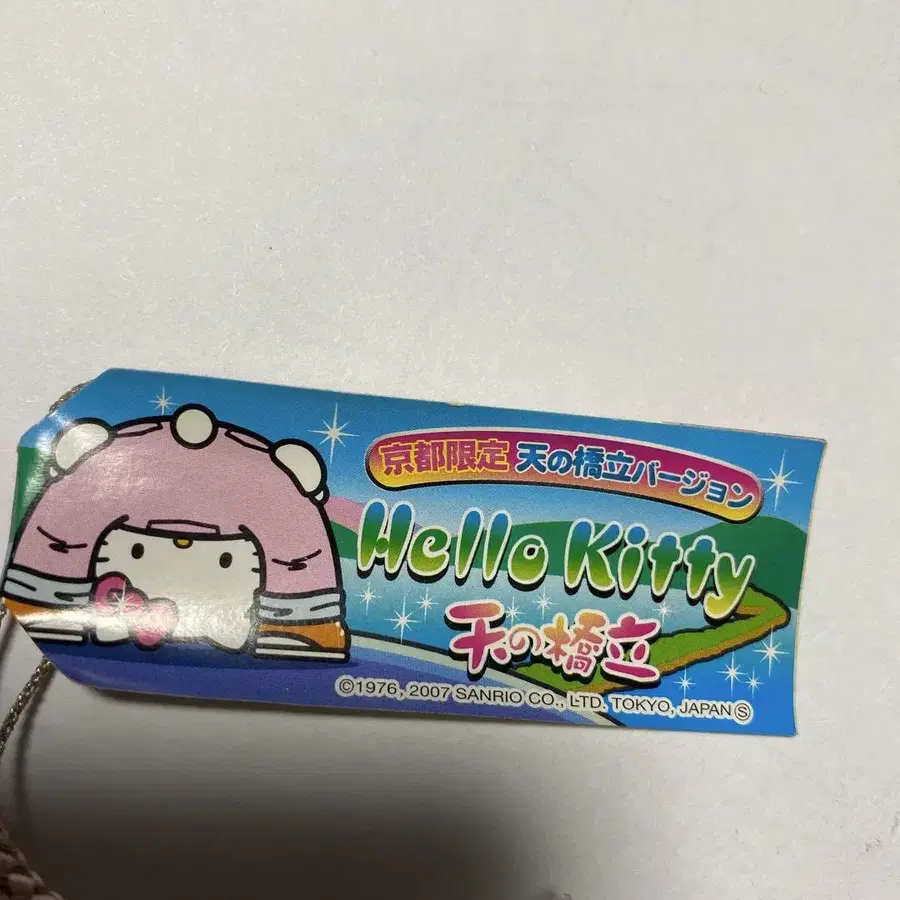 京都限定 天の橋立バージョン
Hello Kitty
天の橋立
©1976, 2007 SANRIO CO., LTD. TOKYO, JAPAN Ⓢ